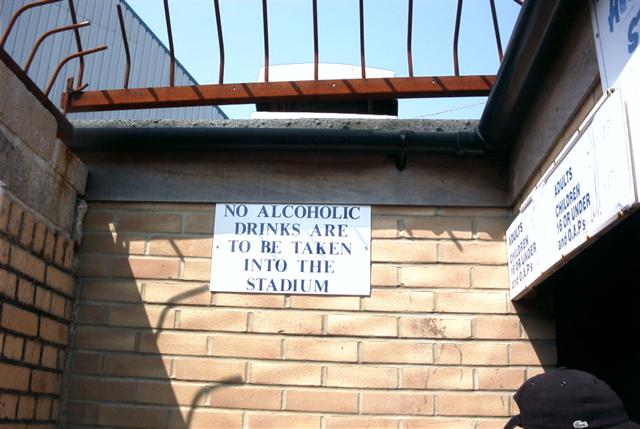 NO ALCOHOLIC
DRINKS ARE
TO BE TAKEN
INTO THE
STADIUM
ADULTS
CHILDREN
16 OR UNDER
and O.A.P's
ADULTS
CHILDREN
16 OR UNDER
and O.A.P's